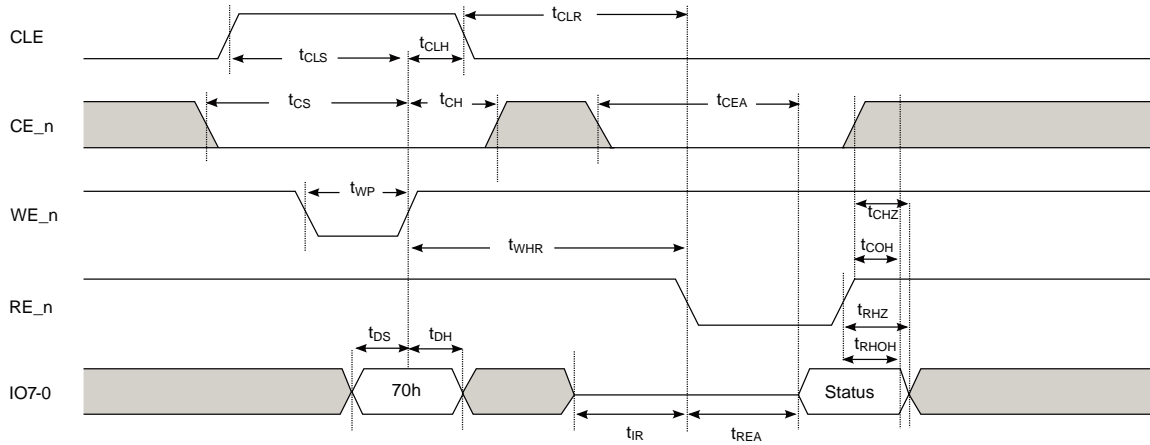 CLE
tCLR
tCLS
tCLH
CE_n
tCS
tCH
tCEA
WE_n
tWP
tCHZ
tWHR
tCOH
RE_n
tRHZ
tDS
tDH
tRHOH
IO7-0
70h
Status
tIR
tREA